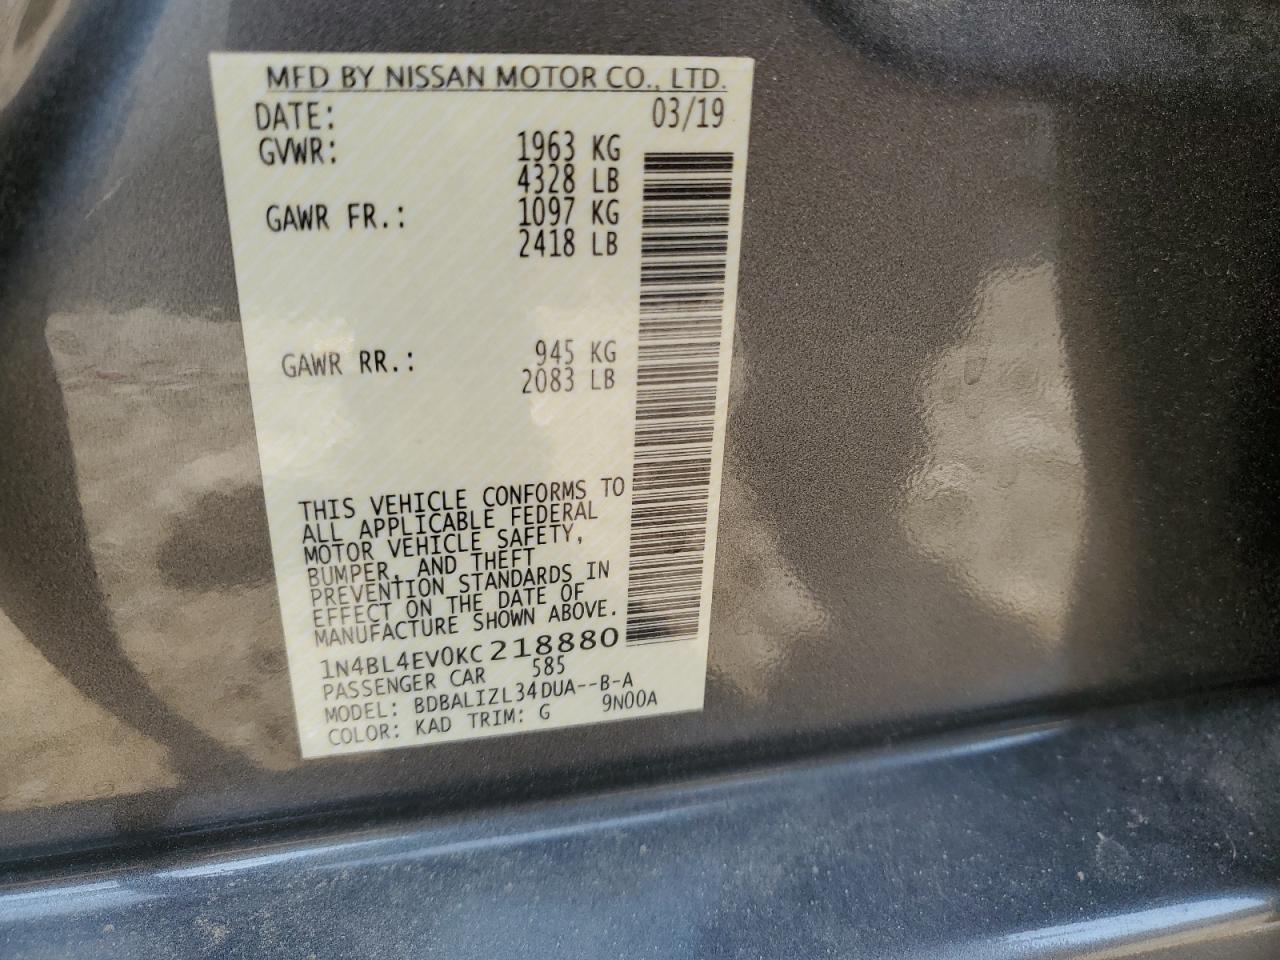 MFD BY NISSAN MOTOR CO., LTD.
DATE: 03/19
GVWR: 1963 KG
4328 LB
GAWR FR.: 1097 KG
2418 LB
GAWR RR.: 945 KG
2083 LB
THIS VEHICLE CONFORMS TO
ALL APPLICABLE FEDERAL
MOTOR VEHICLE SAFETY,
BUMPER, AND THEFT
PREVENTION STANDARDS IN
EFFECT ON THE DATE OF
MANUFACTURE SHOWN ABOVE.
1N4BL4EV0KC218880
PASSENGER CAR 585
MODEL: BDBALIZL34DUA--B-A
COLOR: KAD TRIM: G 9N00A